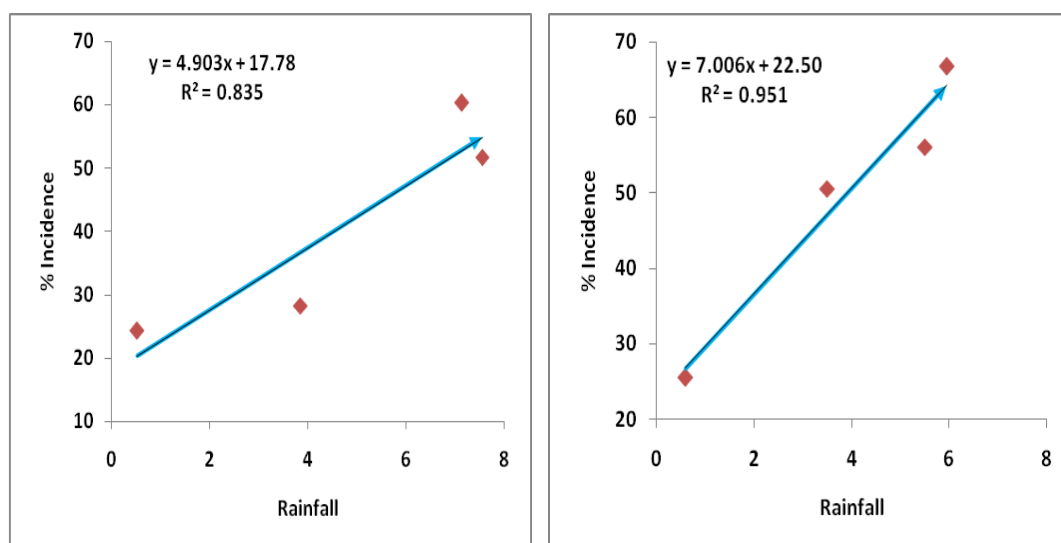 70
60
50
40
30
20
10
% Incidence
y = 4.903x + 17.78
R² = 0.835
0 2 4 6 8
Rainfall
70
60
50
40
30
20
% Incidence
y = 7.006x + 22.50
R² = 0.951
0 2 4 6 8
Rainfall